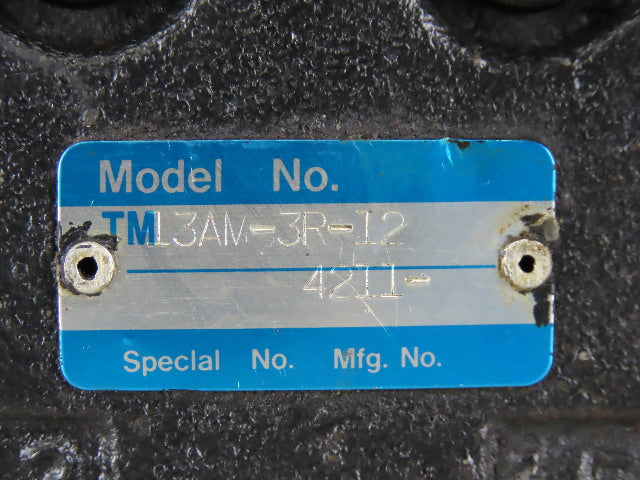 Model No.
TM13AM-3R-12
4211-
Special No. Mfg. No.